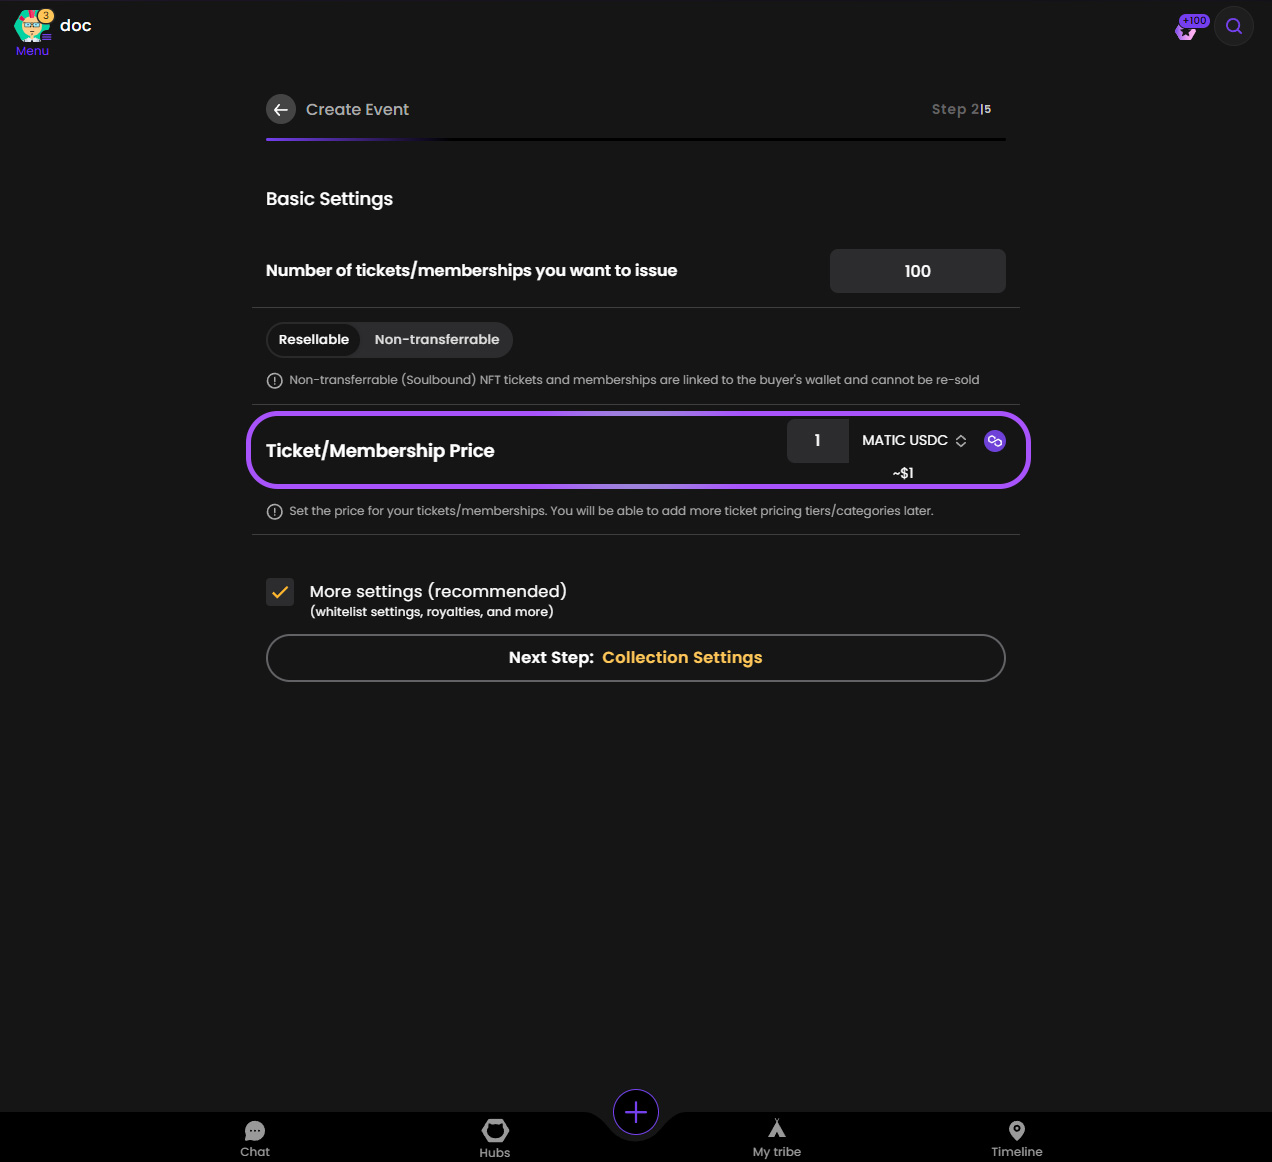 3
doc
Menu
+100
Create Event
Step 2|5
Basic Settings
Number of tickets/memberships you want to issue
100
Resellable
Non-transferrable
Non-transferrable (Soulbound) NFT tickets and memberships are linked to the buyer's wallet and cannot be re-sold
Ticket/Membership Price
1
MATIC USDC
~$1
Set the price for your tickets/memberships. You will be able to add more ticket pricing tiers/categories later.
More settings (recommended)
(whitelist settings, royalties, and more)
Next Step: Collection Settings
Chat
Hubs
My tribe
Timeline